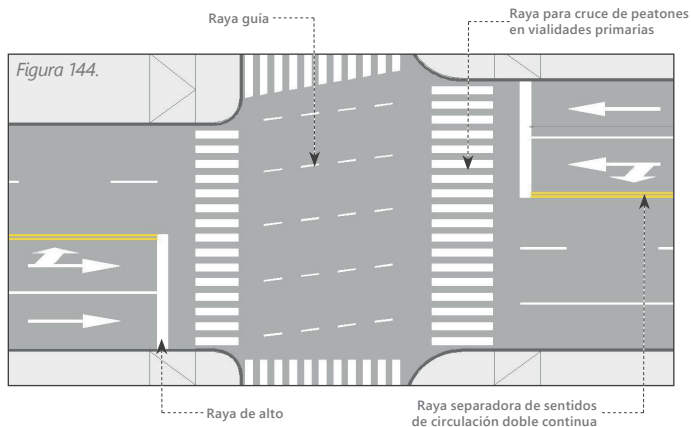 Raya guía
Raya para cruce de peatones
en vialidades primarias
Figura 144.
Raya de alto
Raya separadora de sentidos
de circulación doble continua